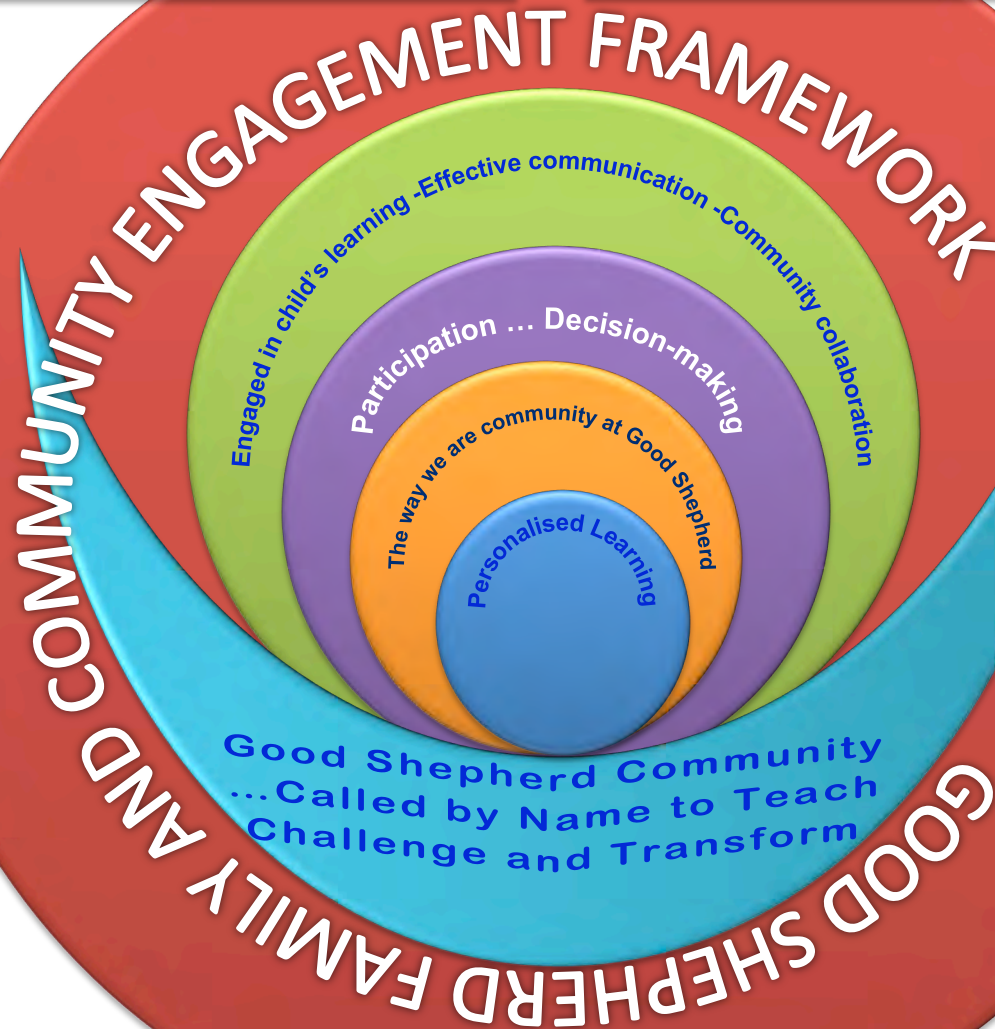 GOOD SHEPHERD FAMILY AND COMMUNITY ENGAGEMENT FRAMEWORK
Engaged in child's learning -Effective communication -Community collaboration
Participation ... Decision-making
The way we are community at Good Shepherd
Personalised Learning
Good Shepherd Community
...Called by Name to Teach
Challenge and Transform